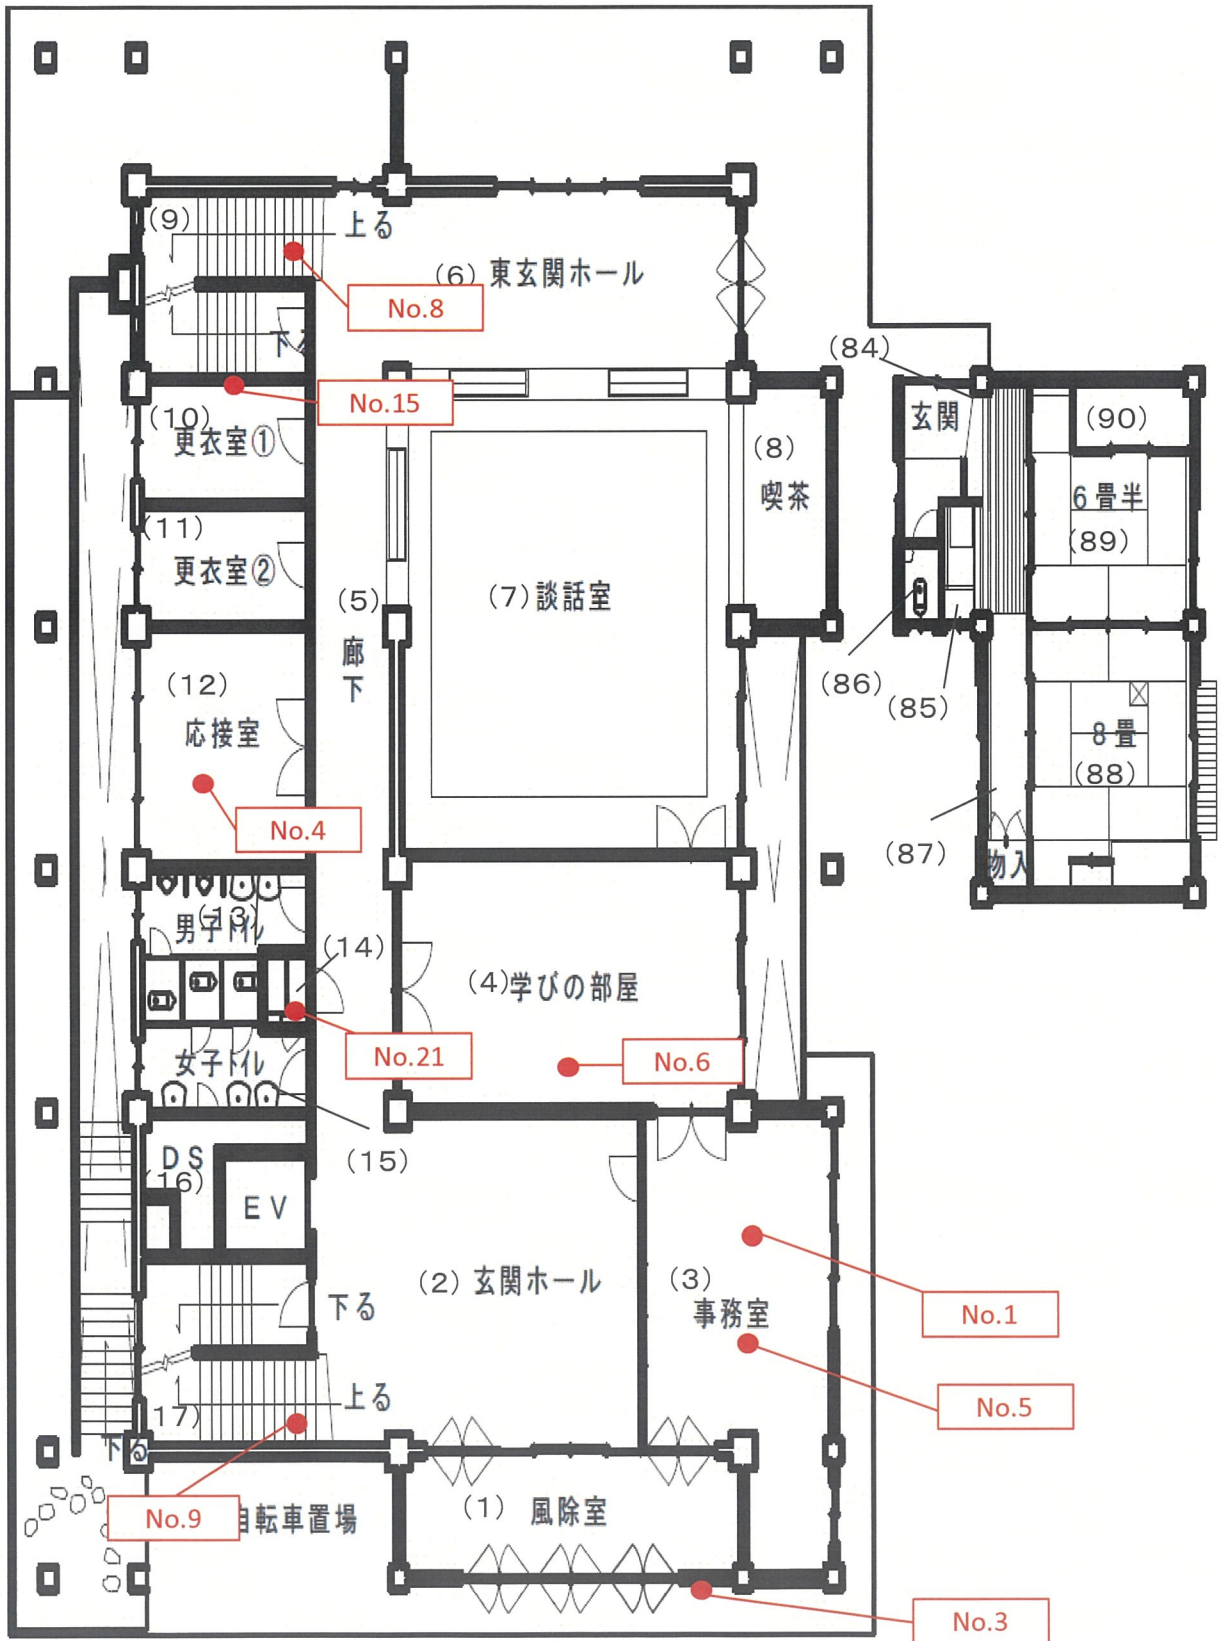 (9)
上る
(6) 東玄関ホール
No.8
下る
No.15
(10)
更衣室①
(11)
更衣室②
(5)
廊下
(7) 談話室
(8)
喫茶
(84)
玄関
(90)
6畳半
(89)
(86)
(85)
8畳
(88)
(87)
物入
(12)
応接室
No.4
(13)
男子トイレ
(14)
(4) 学びの部屋
No.21
No.6
女子トイレ
(15)
DS
(16)
EV
(2) 玄関ホール
(3)
事務室
No.1
No.5
下る
上る
17)
下る
No.9
自転車置場
(1) 風除室
No.3